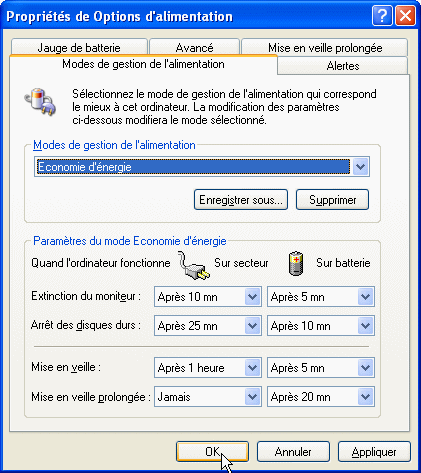 Propriétés de Options d'alimentation
Jauge de batterie Avancé Mise en veille prolongée
Modes de gestion de l'alimentation Alertes
Sélectionnez le mode de gestion de l'alimentation qui correspond
le mieux à cet ordinateur. La modification des paramètres
ci-dessous modifiera le mode sélectionné.
Modes de gestion de l'alimentation
Economie d'énergie
Enregistrer sous... Supprimer
Paramètres du mode Economie d'énergie
Quand l'ordinateur fonctionne Sur secteur Sur batterie
Extinction du moniteur : Après 10 mn Après 5 mn
Arrêt des disques durs : Après 25 mn Après 10 mn
Mise en veille : Après 1 heure Après 5 mn
Mise en veille prolongée : Jamais Après 20 mn
OK Annuler Appliquer